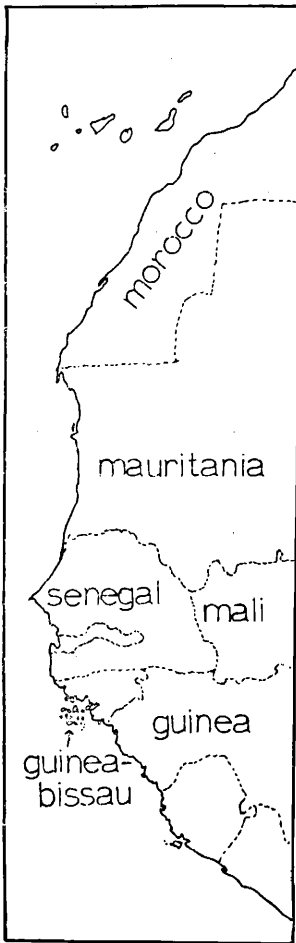 morocco
mauritania
senegal
mali
guinea
guinea-
bissau